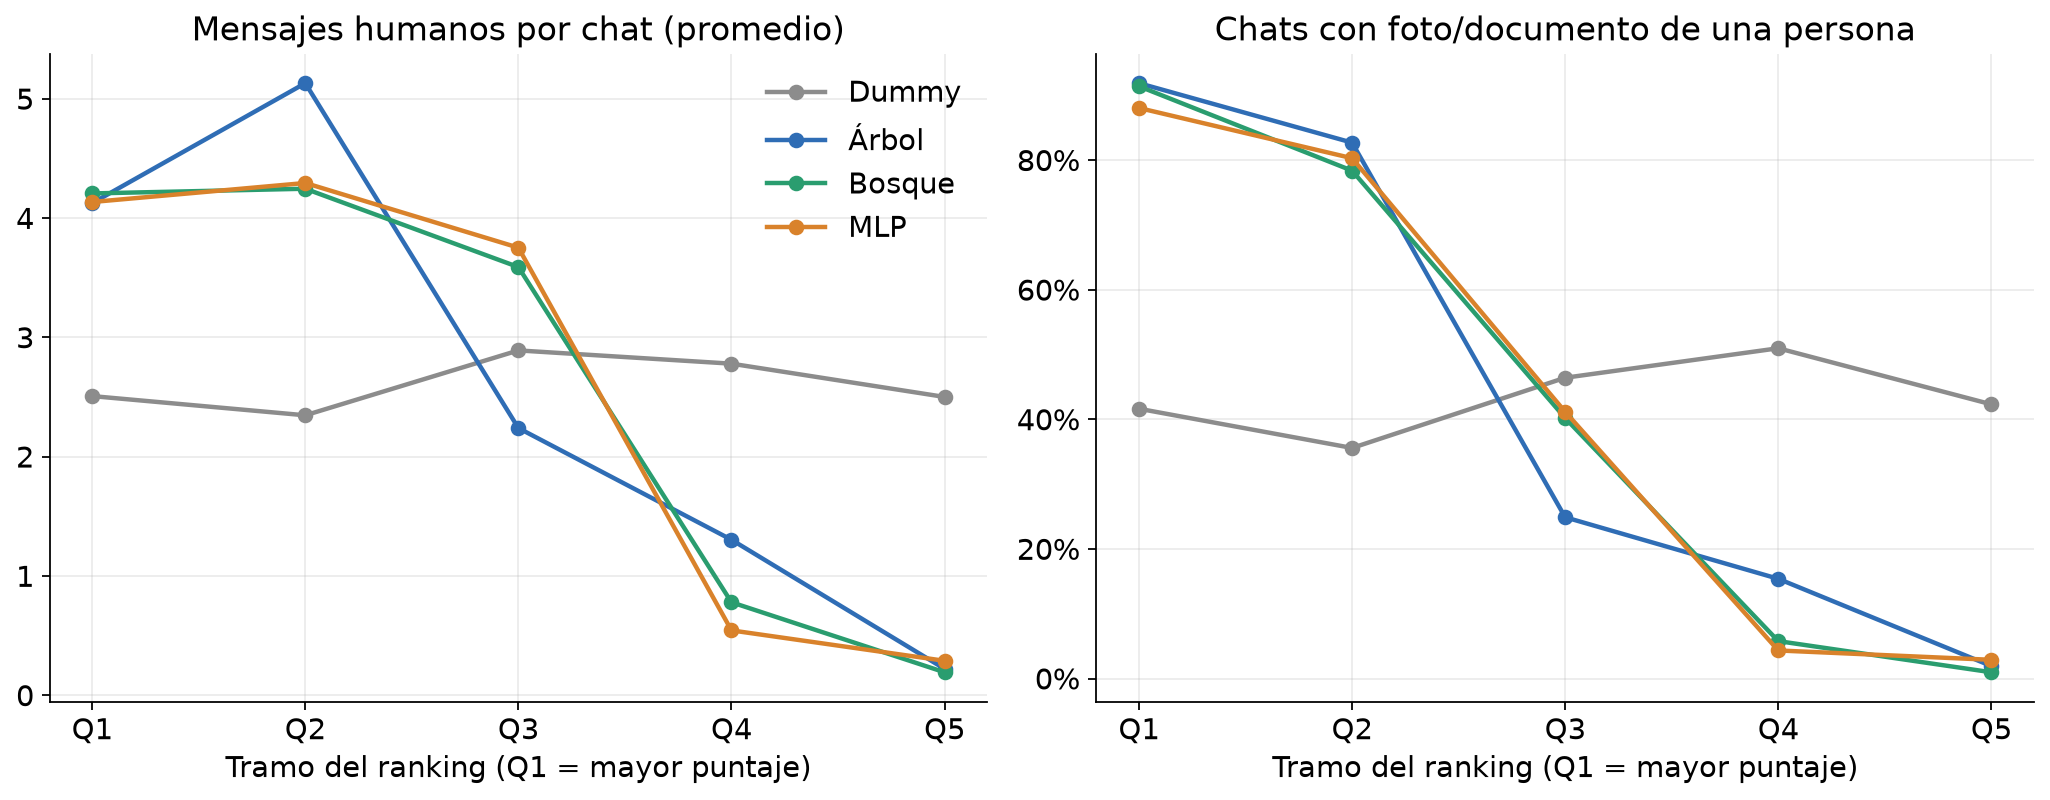 Mensajes humanos por chat (promedio)
5
4
3
2
1
0
Dummy
Árbol
Bosque
MLP
Q1 Q2 Q3 Q4 Q5
Tramo del ranking (Q1 = mayor puntaje)
Chats con foto/documento de una persona
80%
60%
40%
20%
0%
Q1 Q2 Q3 Q4 Q5
Tramo del ranking (Q1 = mayor puntaje)